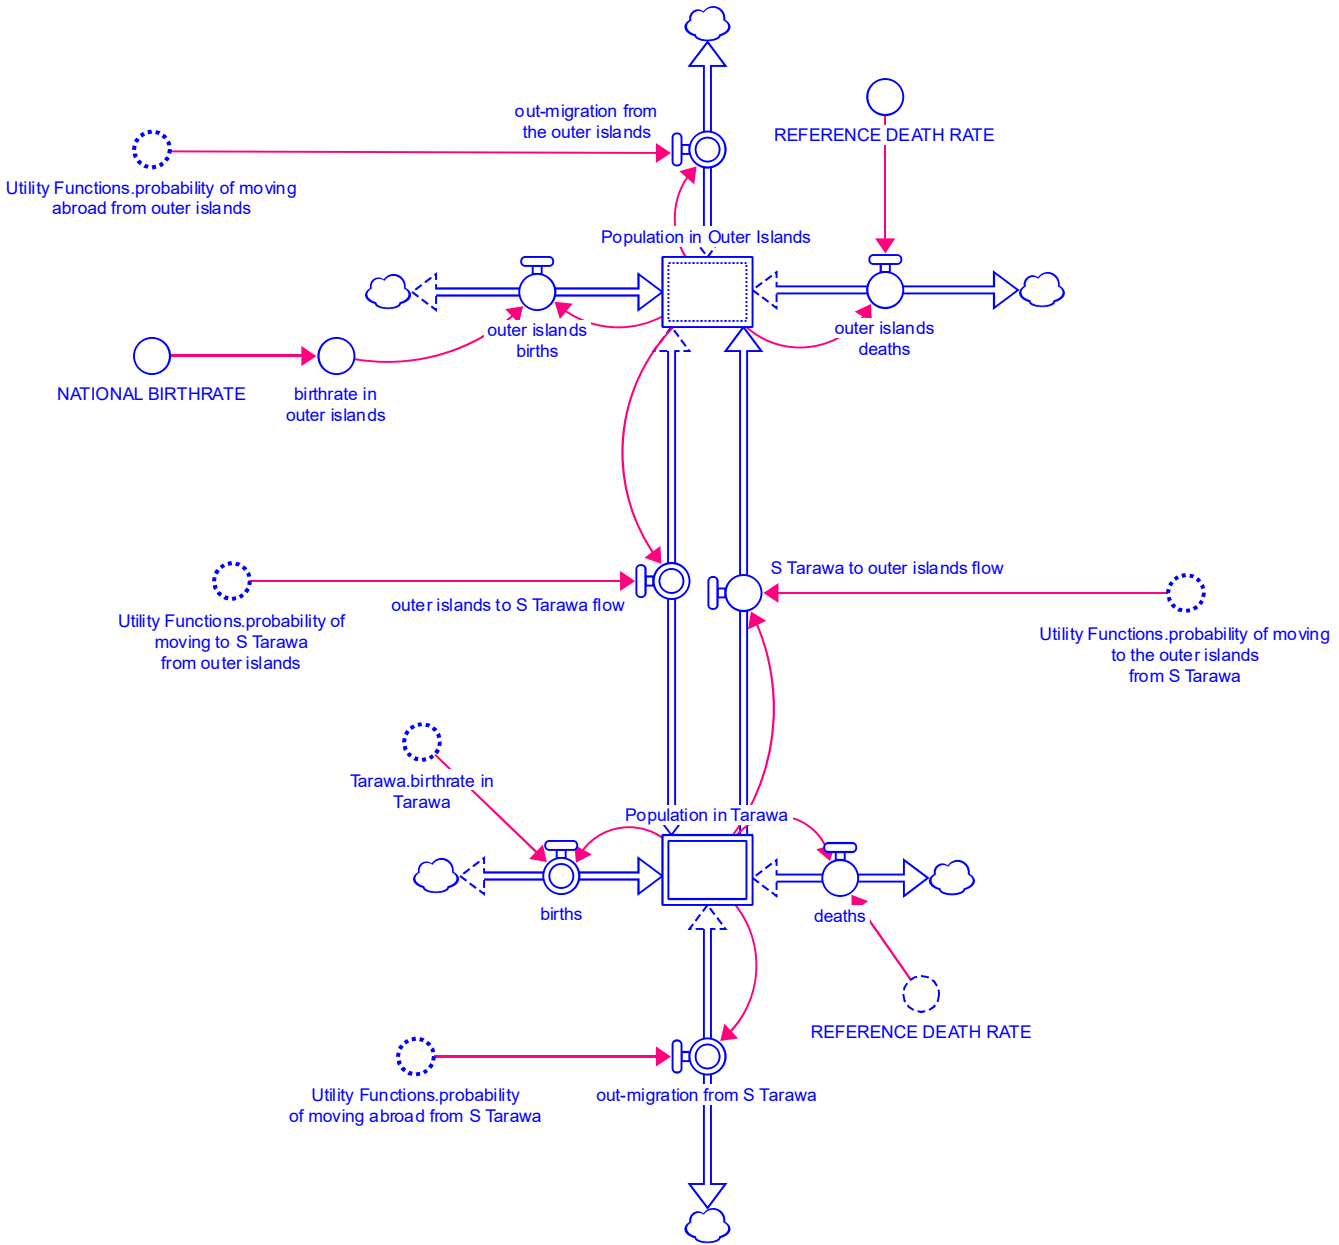 out-migration from
the outer islands
REFERENCE DEATH RATE
Utility Functions.probability of moving
abroad from outer islands
Population in Outer Islands
outer islands
births
outer islands
deaths
NATIONAL BIRTHRATE
birthrate in
outer islands
S Tarawa to outer islands flow
outer islands to S Tarawa flow
Utility Functions.probability of
moving to S Tarawa
from outer islands
Utility Functions.probability of moving
to the outer islands
from S Tarawa
Tarawa.birthrate in
Tarawa
Population in Tarawa
births
deaths
REFERENCE DEATH RATE
Utility Functions.probability
of moving abroad from S Tarawa
out-migration from S Tarawa